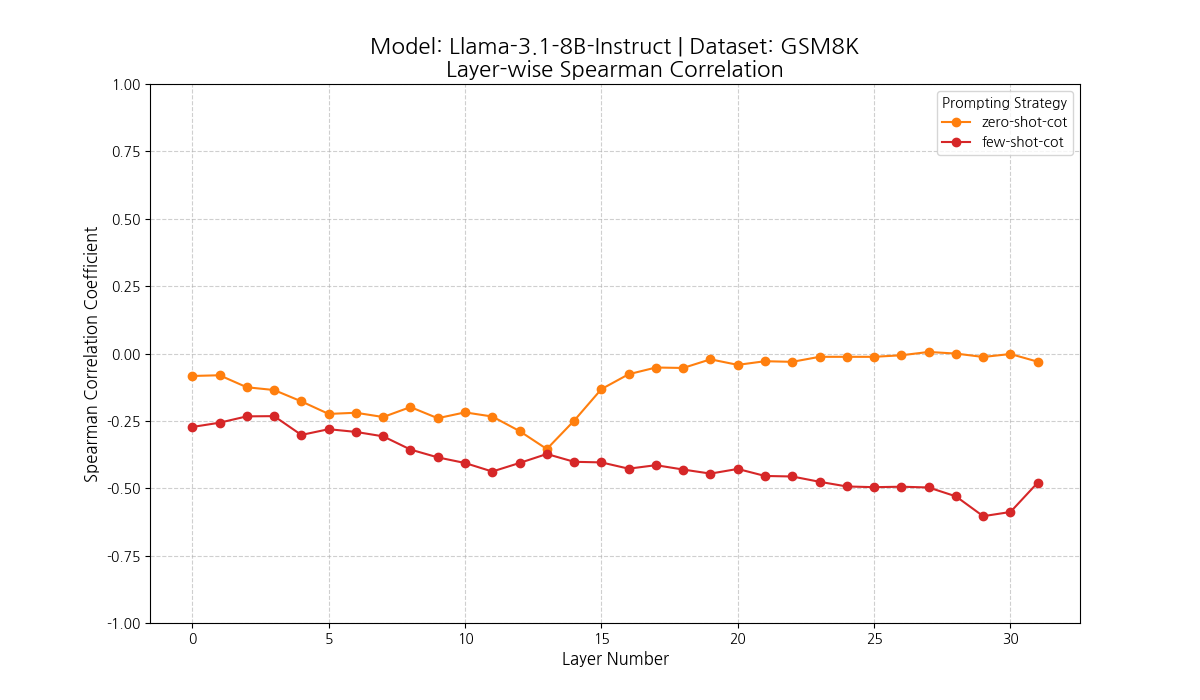 Model: Llama-3.1-8B-Instruct | Dataset: GSM8K
Layer-wise Spearman Correlation
Prompting Strategy
zero-shot-cot
few-shot-cot
Spearman Correlation Coefficient
1.00
0.75
0.50
0.25
0.00
-0.25
-0.50
-0.75
-1.00
0 5 10 15 20 25 30
Layer Number